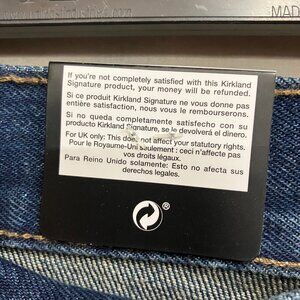 MAD
If you're not completely satisfied with this Kirkland
Signature product, your money will be refunded.
Si ce produit Kirkland Signature ne vous donne pas
entière satisfaction, nous vous le rembourserons.
Si no queda completamente satisfecho con su
producto Kirkland Signature, se le devolverá el dinero.
For UK only: This does not affect your statutory rights.
Pour le Royaume-Uni seulement : ceci n'affecte pas
vos droits légaux.
Para Reino Unido solamente: Esto no afecta sus
derechos legales.